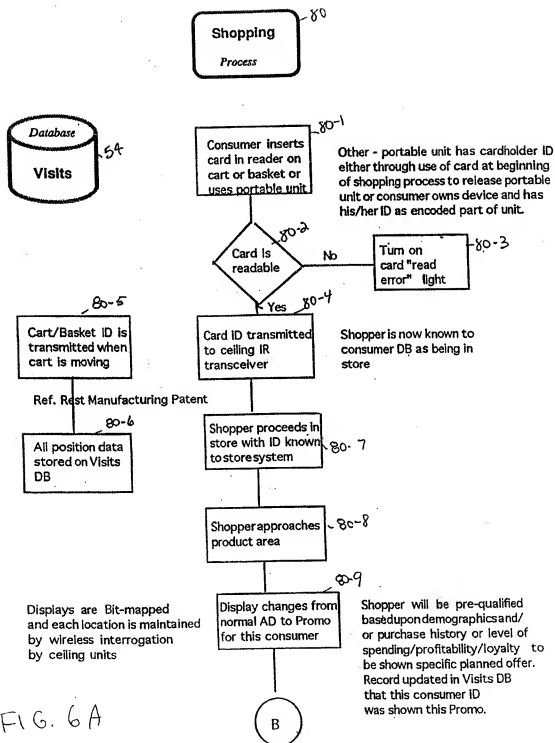 Shopping
Process
80
Database
Visits
54
Consumer inserts
card in reader on
cart or basket or
uses portable unit
80-1
Other - portable unit has cardholder ID
either through use of card at beginning
of shopping process to release portable
unit or consumer owns device and has
his/her ID as encoded part of unit.
80-2
Card is
readable
No
Turn on
card "read
error" light
80-3
Yes
80-4
80-5
Cart/Basket ID is
transmitted when
cart is moving
Card ID transmitted
to ceiling IR
transceiver
Shopper is now known to
consumer DB as being in
store
Ref. Rest Manufacturing Patent
80-6
All position data
stored on Visits
DB
Shopper proceeds in
store with ID known
to store system
80-7
Shopper approaches
product area
80-8
80-9
Displays are Bit-mapped
and each location is maintained
by wireless interrogation
by ceiling units
Display changes from
normal AD to Promo
for this consumer
Shopper will be pre-qualified
based upon demographics and/
or purchase history or level of
spending/profitability/loyalty to
be shown specific planned offer.
Record updated in Visits DB
that this consumer ID
was shown this Promo.
B
FIG. 6A